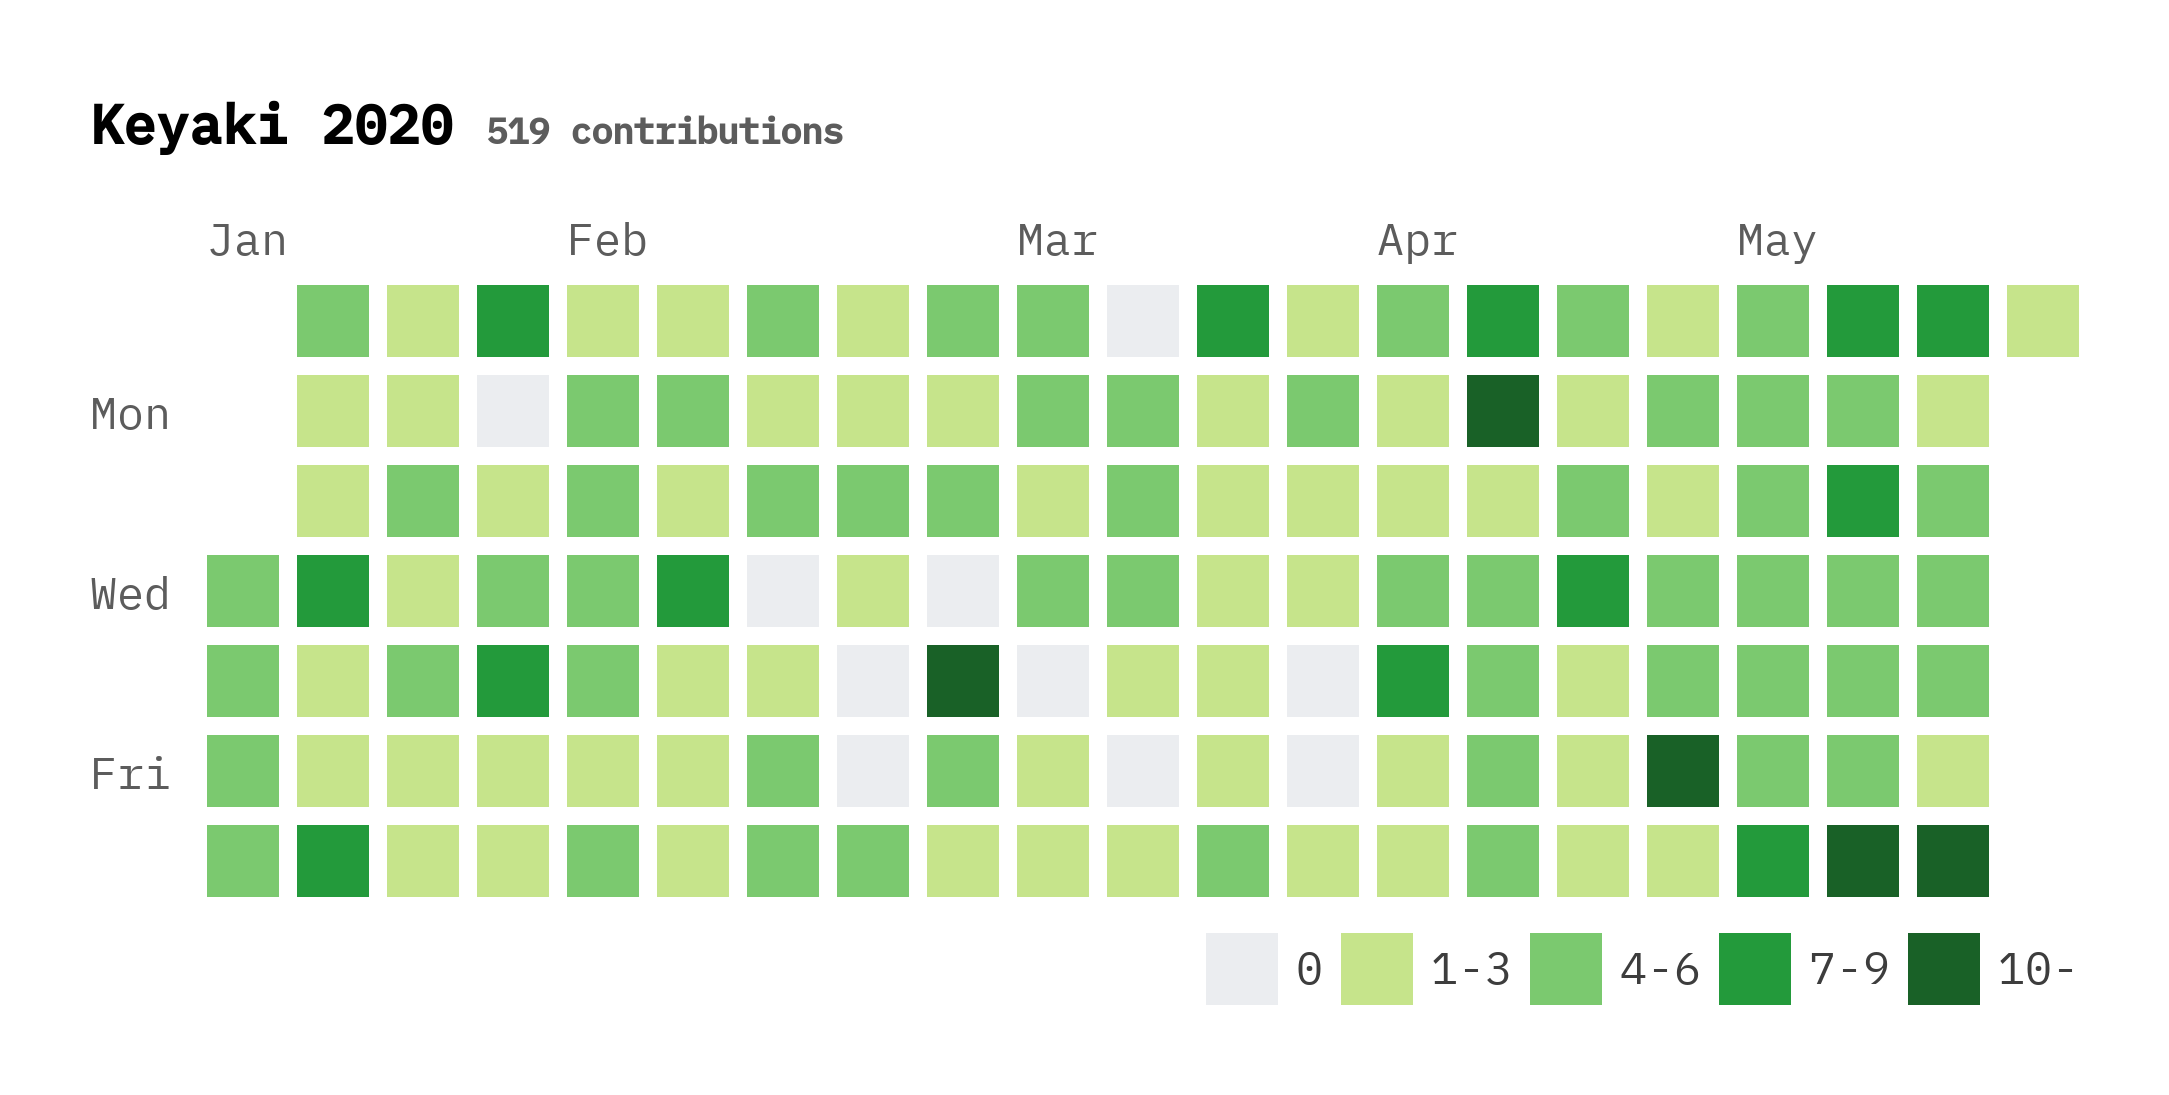 Keyaki 2020 519 contributions
Jan Feb Mar Apr May
Mon
Wed
Fri
0 1-3 4-6 7-9 10-